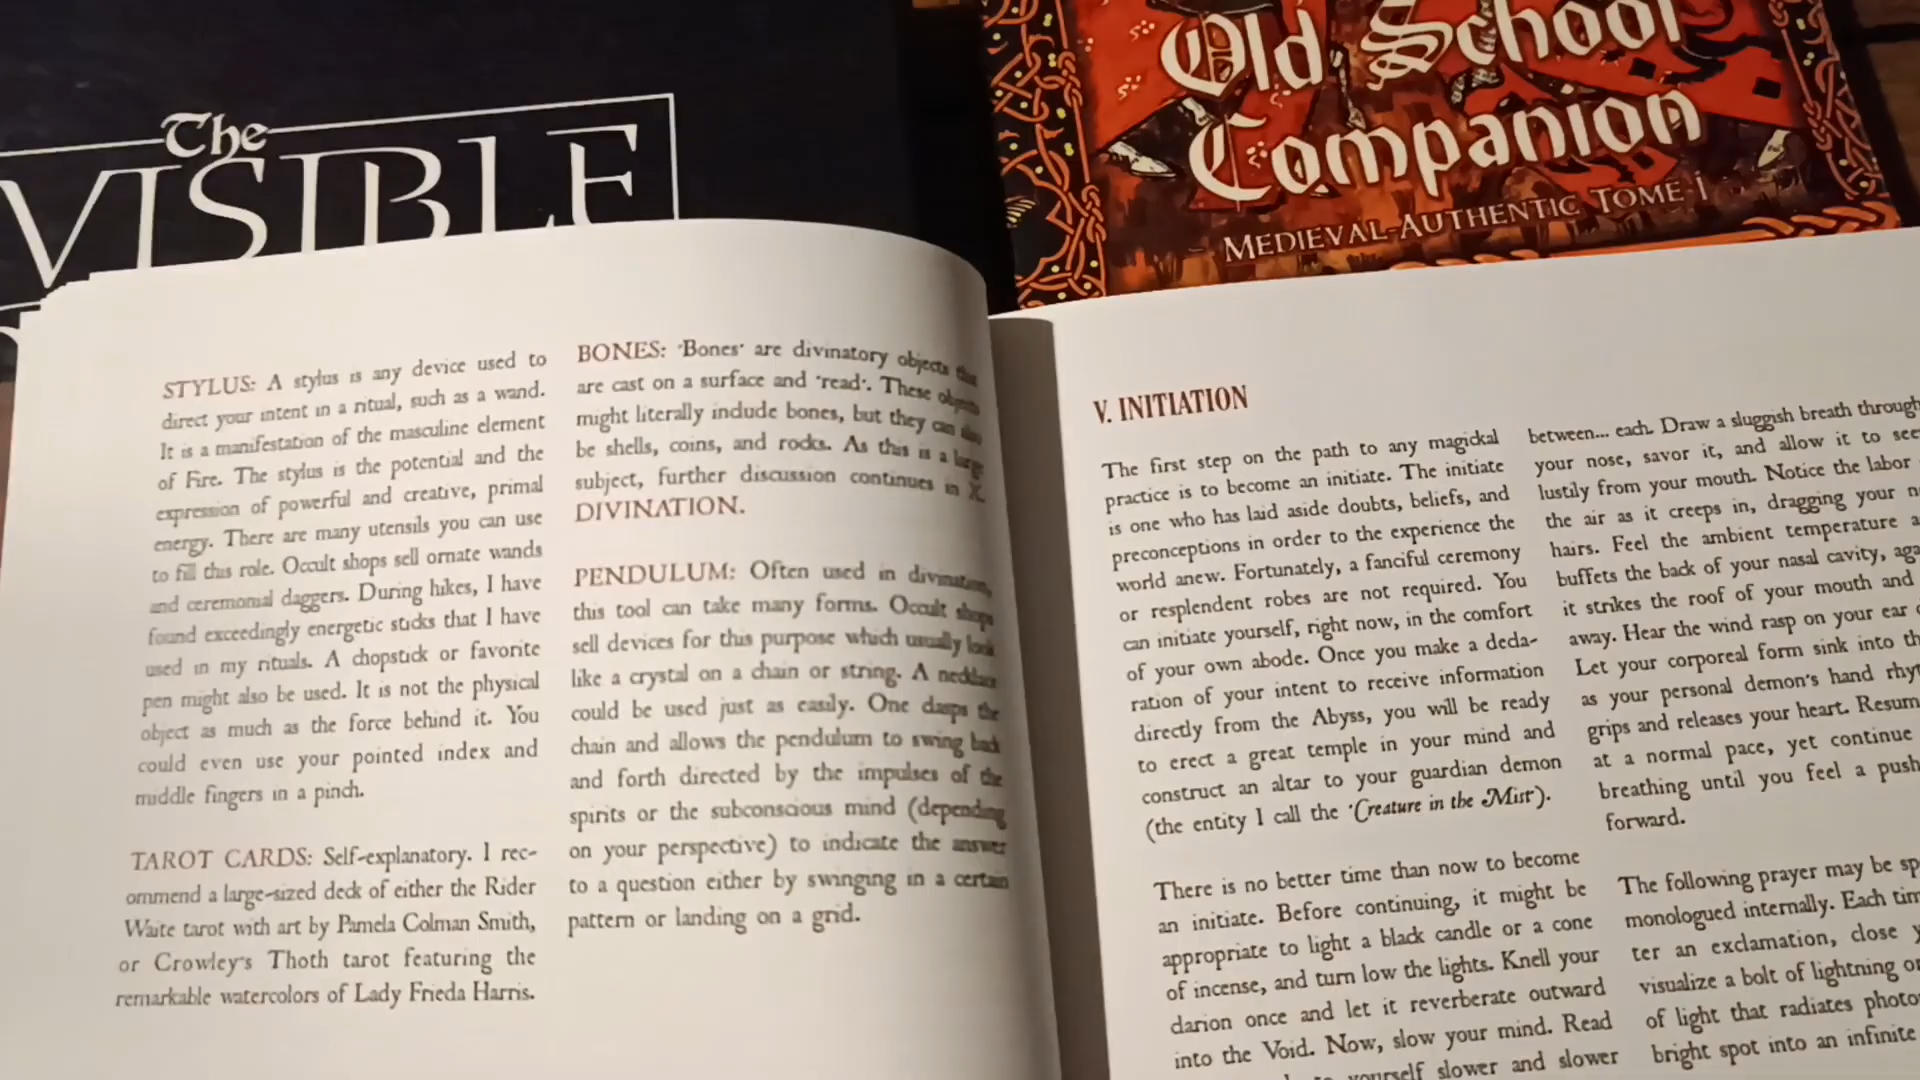 The
VISIBLE
Old School
Companion
MEDIEVAL-AUTHENTIC TOME I
STYLUS: A stylus is any device used to
direct your intent in a ritual, such as a wand.
It is a manifestation of the masculine element
of Fire. The stylus is the potential and the
expression of powerful and creative, primal
energy. There are many utensils you can use
to fill this role. Occult shops sell ornate wands
and ceremonial daggers. During hikes, I have
found exceedingly energetic sticks that I have
used in my rituals. A chopstick or favorite
pen might also be used. It is not the physical
object as much as the force behind it. You
could even use your pointed index and
middle fingers in a pinch.
TAROT CARDS: Self-explanatory. I rec-
ommend a large-sized deck of either the Rider
Waite tarot with art by Pamela Colman Smith,
or Crowley's Thoth tarot featuring the
remarkable watercolors of Lady Frieda Harris.
BONES: 'Bones' are divinatory objects that
are cast on a surface and 'read'. These objects
might literally include bones, but they can also
be shells, coins, and rocks. As this is a large
subject, further discussion continues in X.
DIVINATION.
PENDULUM: Often used in divination,
this tool can take many forms. Occult shops
sell devices for this purpose which usually look
like a crystal on a chain or string. A necklace
could be used just as easily. One clasps the
chain and allows the pendulum to swing back
and forth directed by the impulses of the
spirits or the subconscious mind (depending
on your perspective) to indicate the answer
to a question either by swinging in a certain
pattern or landing on a grid.
V. INITIATION
The first step on the path to any magickal
practice is to become an initiate. The initiate
is one who has laid aside doubts, beliefs, and
preconceptions in order to the experience the
world anew. Fortunately, a fanciful ceremony
or resplendent robes are not required. You
can initiate yourself, right now, in the comfort
of your own abode. Once you make a decla-
ration of your intent to receive information
directly from the Abyss, you will be ready
to erect a great temple in your mind and
construct an altar to your guardian demon
(the entity I call the 'Creature in the Mist').
There is no better time than now to become
an initiate. Before continuing, it might be
appropriate to light a black candle or a cone
of incense, and turn low the lights. Knell your
darion once and let it reverberate outward
into the Void. Now, slow your mind. Read
yourself slower and slower
between... each. Draw a sluggish breath through
your nose, savor it, and allow it to
lustily from your mouth. Notice the labor
the air as it creeps in, dragging your
hairs. Feel the ambient temperature
buffets the back of your nasal cavity,
it strikes the roof of your mouth and
away. Hear the wind rasp on your ear
Let your corporeal form sink into
as your personal demon's hand
grips and releases your heart.
at a normal pace, yet continue
breathing until you feel a push
forward.
The following prayer may be
monologued internally. Each
ter an exclamation, close
visualize a bolt of lightning
of light that radiates
bright spot into an infinite